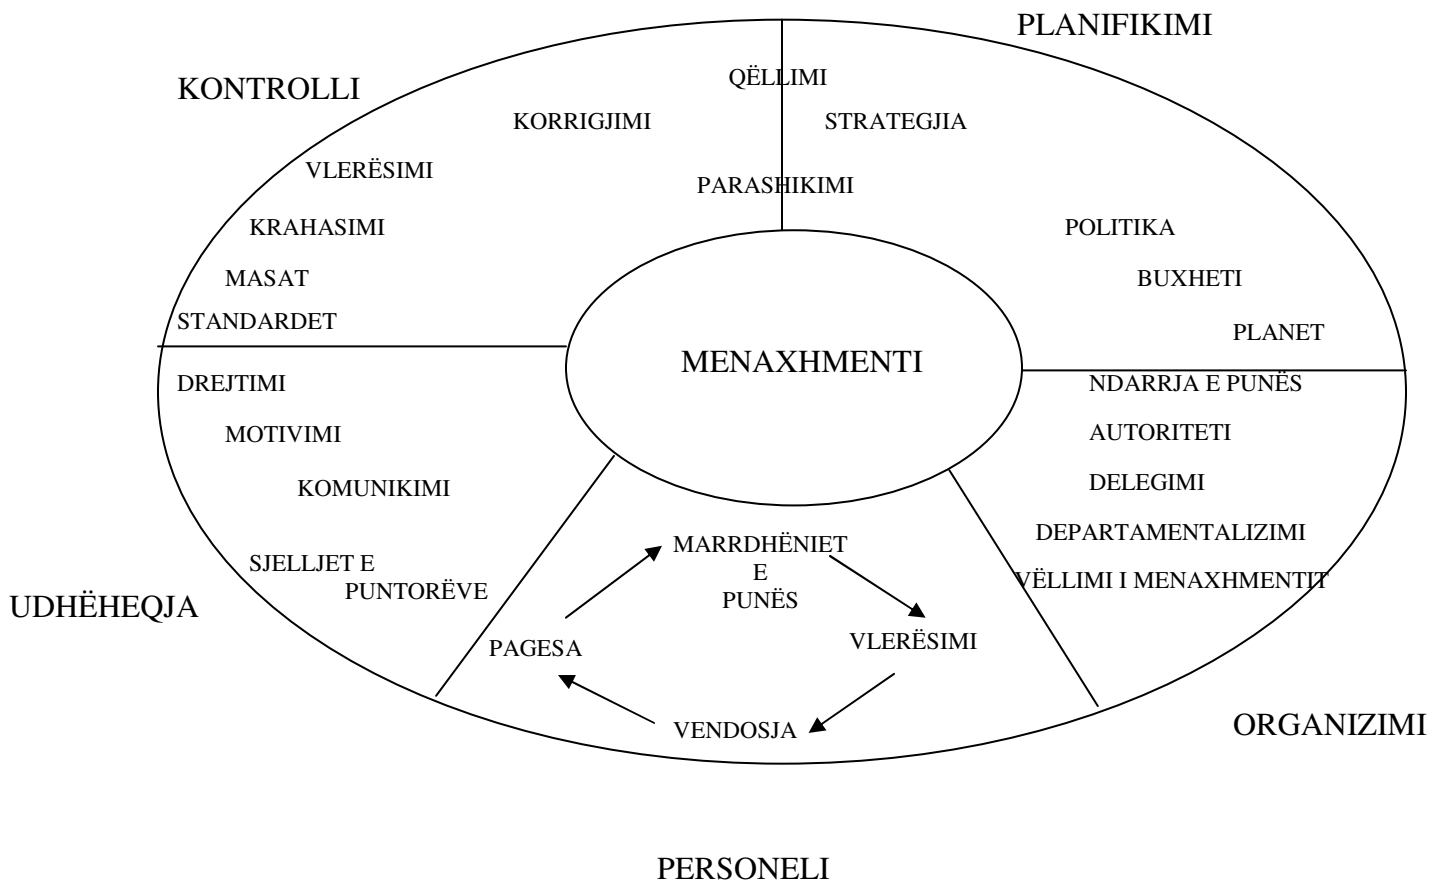 PLANIFIKIMI
KONTROLLI
QËLLIMI
KORRIGJIMI
STRATEGJIA
VLERËSIMI
PARASHIKIMI
KRAHASIMI
POLITIKA
MASAT
BUXHETI
STANDARDET
PLANET
MENAXHMENTI
DREJTIMI
NDARRJA E PUNËS
MOTIVIMI
AUTORITETI
KOMUNIKIMI
DELEGIMI
DEPARTAMENTALIZIMI
MARRDHËNIET
E
PUNËS
SJELLJET E
PUNTORËVE
VËLLIMI I MENAXHMENTIT
UDHËHEQJA
PAGESA
VLERËSIMI
VENDOSJA
ORGANIZIMI
PERSONELI